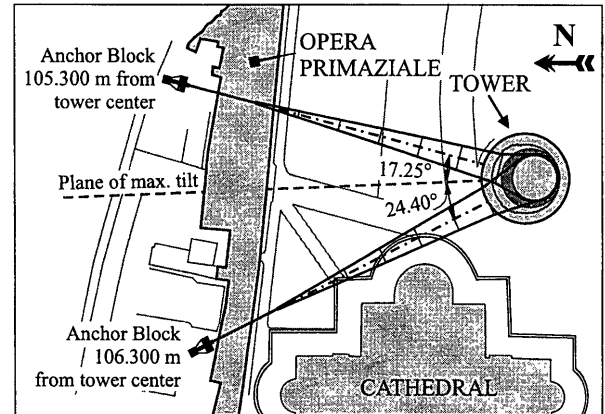 Anchor Block
105.300 m from
tower center
OPERA
PRIMAZIALE
N
TOWER
17.25°
Plane of max. tilt
24.40°
Anchor Block
106.300 m
from tower center
CATHEDRAL